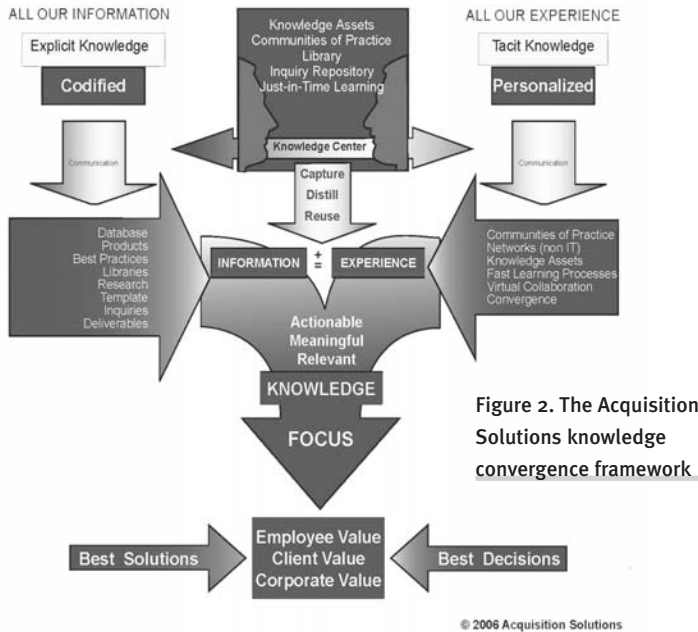 ALL OUR INFORMATION
Explicit Knowledge
Codified
Communication
Knowledge Assets
Communities of Practice
Library
Inquiry Repository
Just-in-Time Learning
Knowledge Center
Capture
Distill
Reuse
ALL OUR EXPERIENCE
Tacit Knowledge
Personalized
Communication
Database
Products
Best Practices
Libraries
Research
Template
Inquiries
Deliverables
INFORMATION
+
=
EXPERIENCE
Communities of Practice
Networks (non IT)
Knowledge Assets
Fast Learning Processes
Virtual Collaboration
Convergence
Actionable
Meaningful
Relevant
KNOWLEDGE
FOCUS
Figure 2. The Acquisition
Solutions knowledge
convergence framework
Best Solutions
Employee Value
Client Value
Corporate Value
Best Decisions
© 2006 Acquisition Solutions